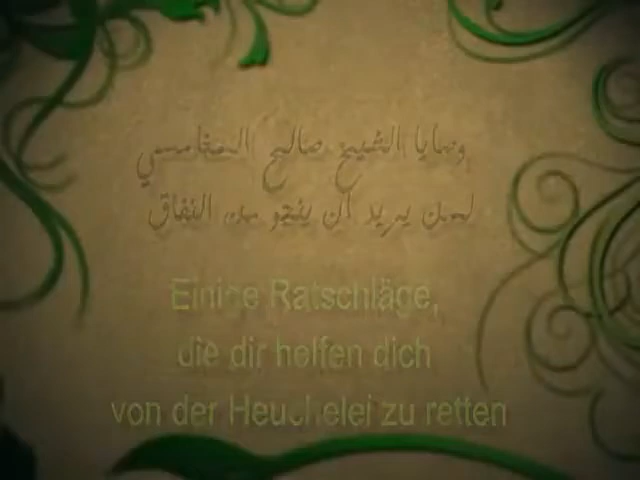 وصايا الشيخ صالح المغامسي
لمن يريد ان ينجو من النفاق
Einige Ratschläge,
die dir helfen dich
von der Heuchelei zu retten